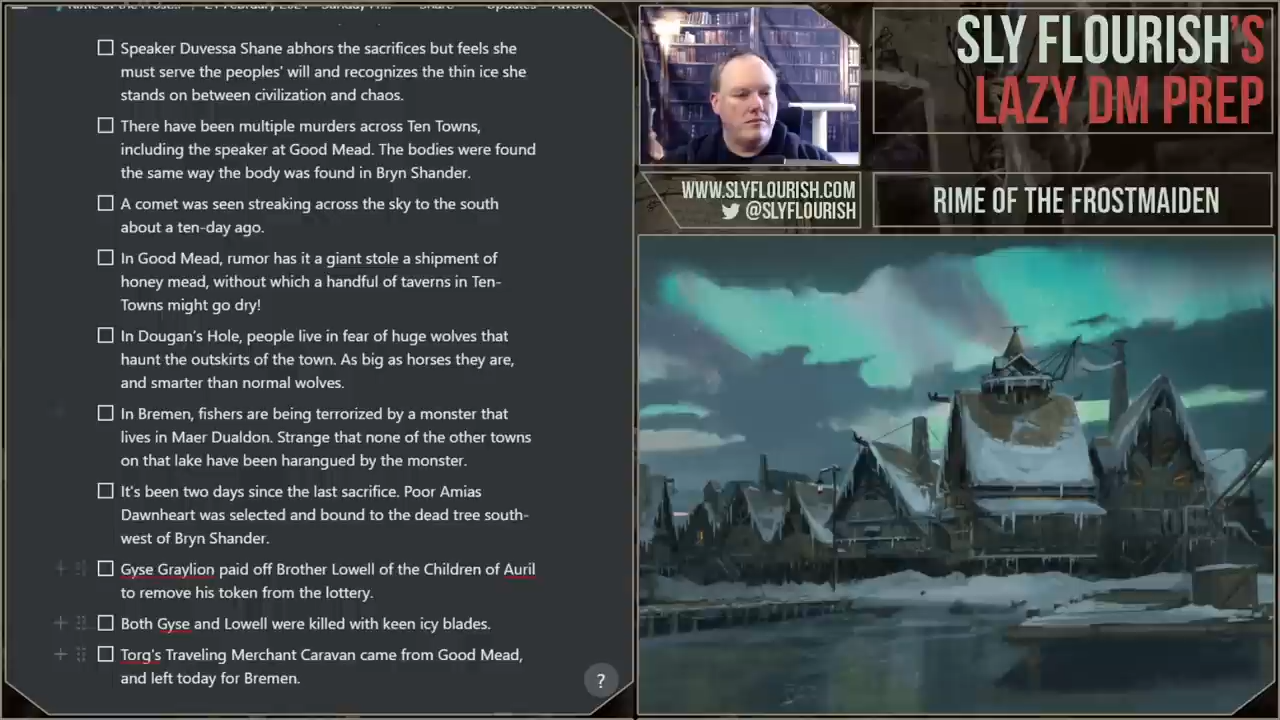 Speaker Duvessa Shane abhors the sacrifices but feels she
must serve the peoples' will and recognizes the thin ice she
stands on between civilization and chaos.
There have been multiple murders across Ten Towns,
including the speaker at Good Mead. The bodies were found
the same way the body was found in Bryn Shander.
A comet was seen streaking across the sky to the south
about a ten-day ago.
In Good Mead, rumor has it a giant stole a shipment of
honey mead, without which a handful of taverns in Ten-
Towns might go dry!
In Dougan's Hole, people live in fear of huge wolves that
haunt the outskirts of the town. As big as horses they are,
and smarter than normal wolves.
In Bremen, fishers are being terrorized by a monster that
lives in Maer Dualdon. Strange that none of the other towns
on that lake have been harangued by the monster.
It's been two days since the last sacrifice. Poor Amias
Dawnheart was selected and bound to the dead tree south-
west of Bryn Shander.
Gyse Graylion paid off Brother Lowell of the Children of Auril
to remove his token from the lottery.
Both Gyse and Lowell were killed with keen icy blades.
Torg's Traveling Merchant Caravan came from Good Mead,
and left today for Bremen.
?
SLY FLOURISH'S
LAZY DM PREP
WWW.SLYFLOURISH.COM
@SLYFLOURISH
RIME OF THE FROSTMAIDEN